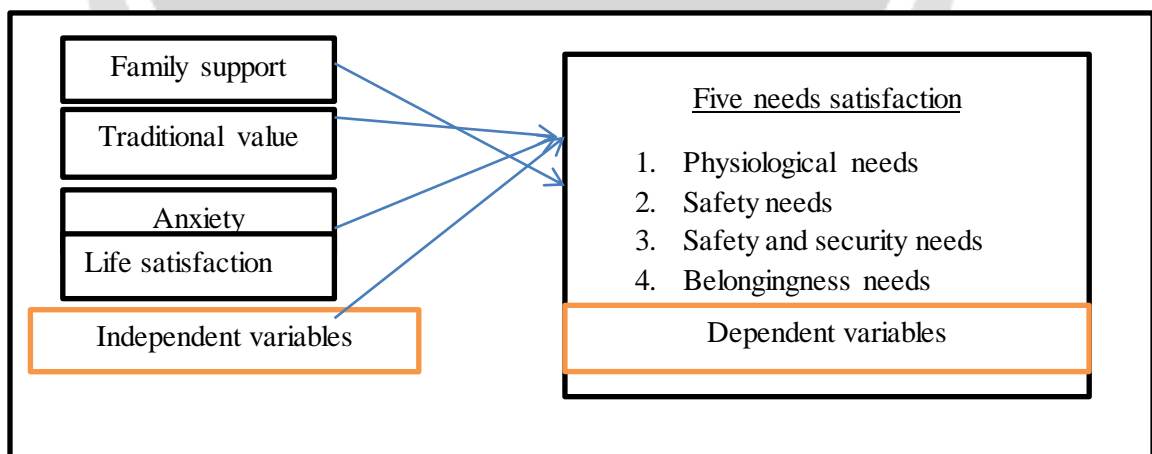 Family support
Traditional value
Anxiety
Life satisfaction
Independent variables
Five needs satisfaction
1. Physiological needs
2. Safety needs
3. Safety and security needs
4. Belongingness needs
Dependent variables